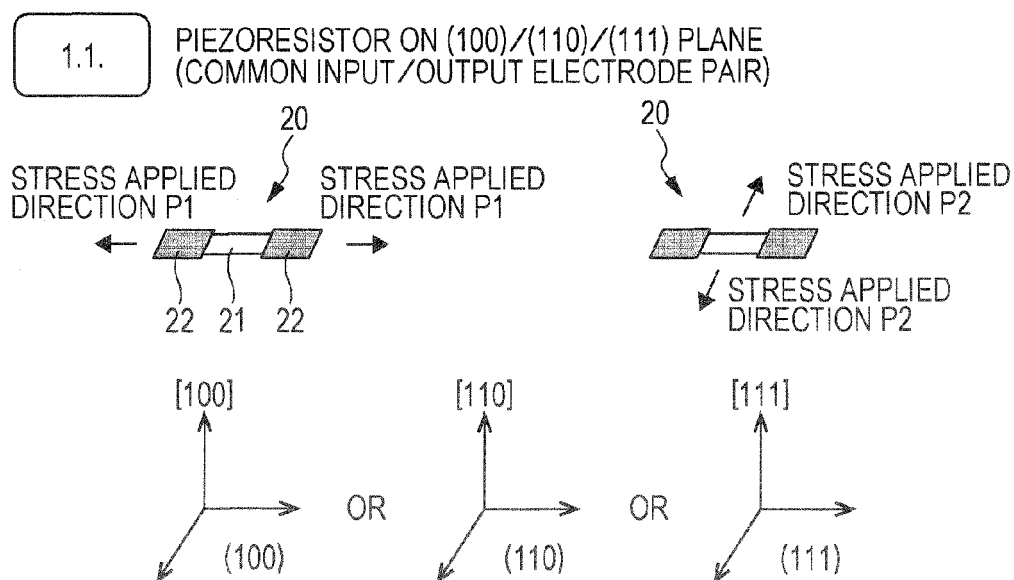 1.1.
PIEZORESISTOR ON (100)/(110)/(111) PLANE
(COMMON INPUT/OUTPUT ELECTRODE PAIR)
20
20
STRESS APPLIED
DIRECTION P1
STRESS APPLIED
DIRECTION P1
STRESS APPLIED
DIRECTION P2
22
21
22
STRESS APPLIED
DIRECTION P2
[100]
[110]
[111]
OR
OR
(100)
(110)
(111)